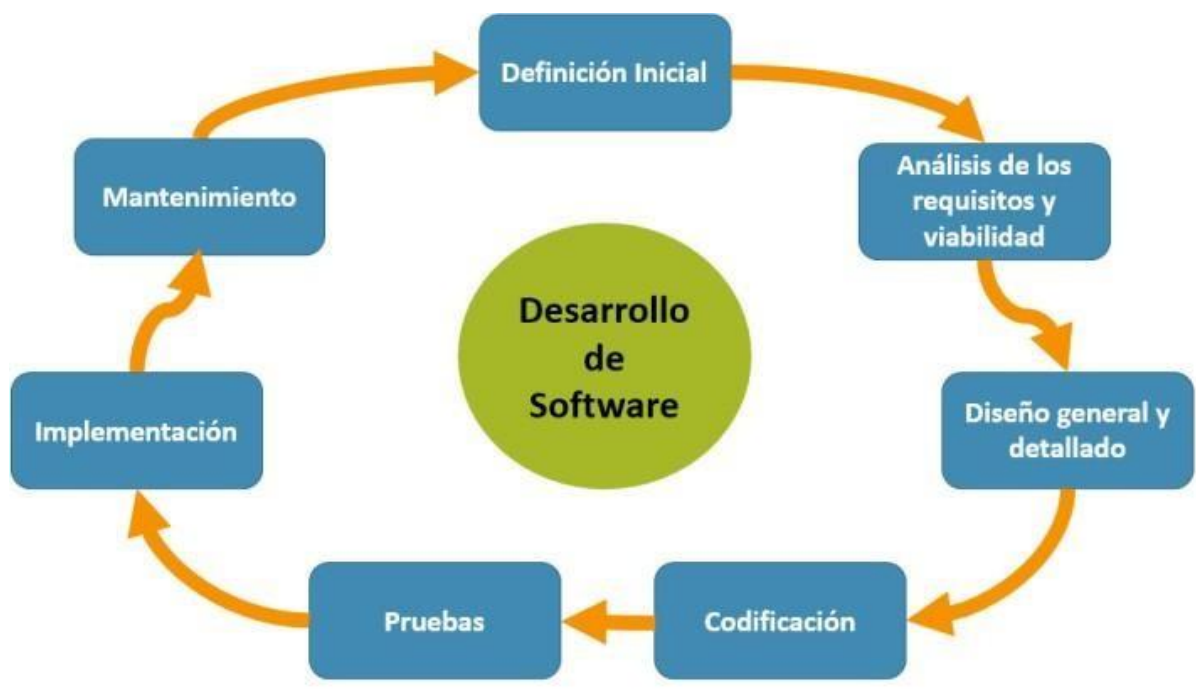 Definición Inicial
Análisis de los
requisitos y
viabilidad
Diseño general y
detallado
Codificación
Pruebas
Implementación
Mantenimiento
Desarrollo
de
Software